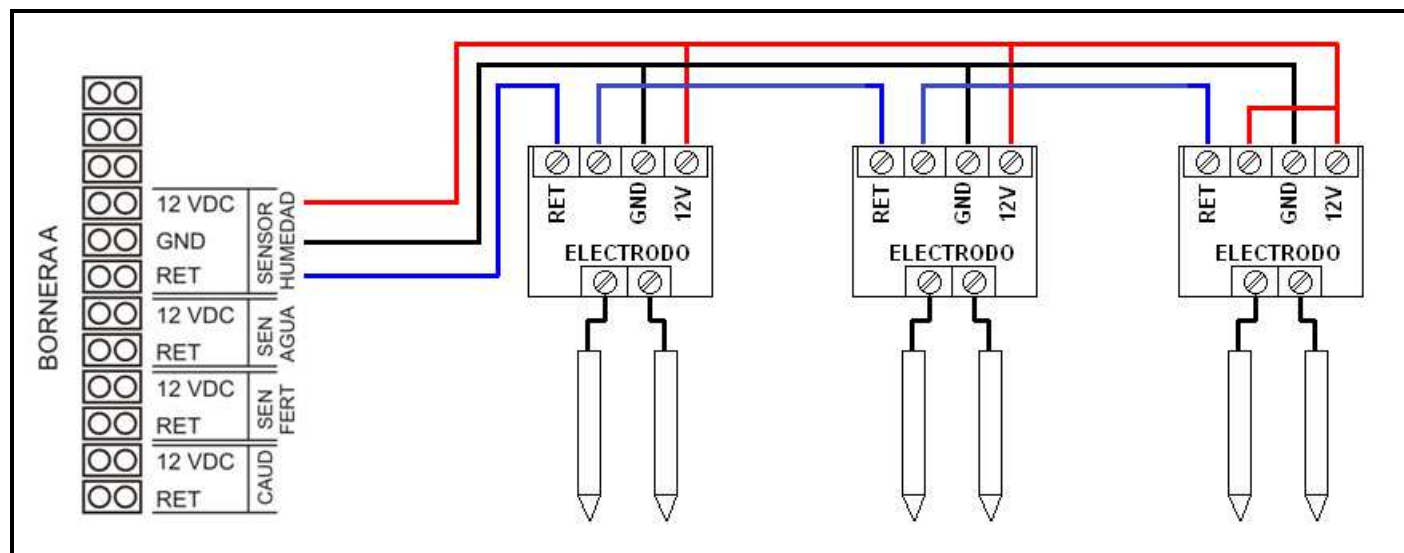 BORNERA A
12 VDC
GND
RET
SENSOR
HUMEDAD
12 VDC
RET
SEN
AGUA
12 VDC
RET
SEN
FERT
12 VDC
RET
CAUD
RET
GND
12V
ELECTRODO
RET
GND
12V
ELECTRODO
RET
GND
12V
ELECTRODO